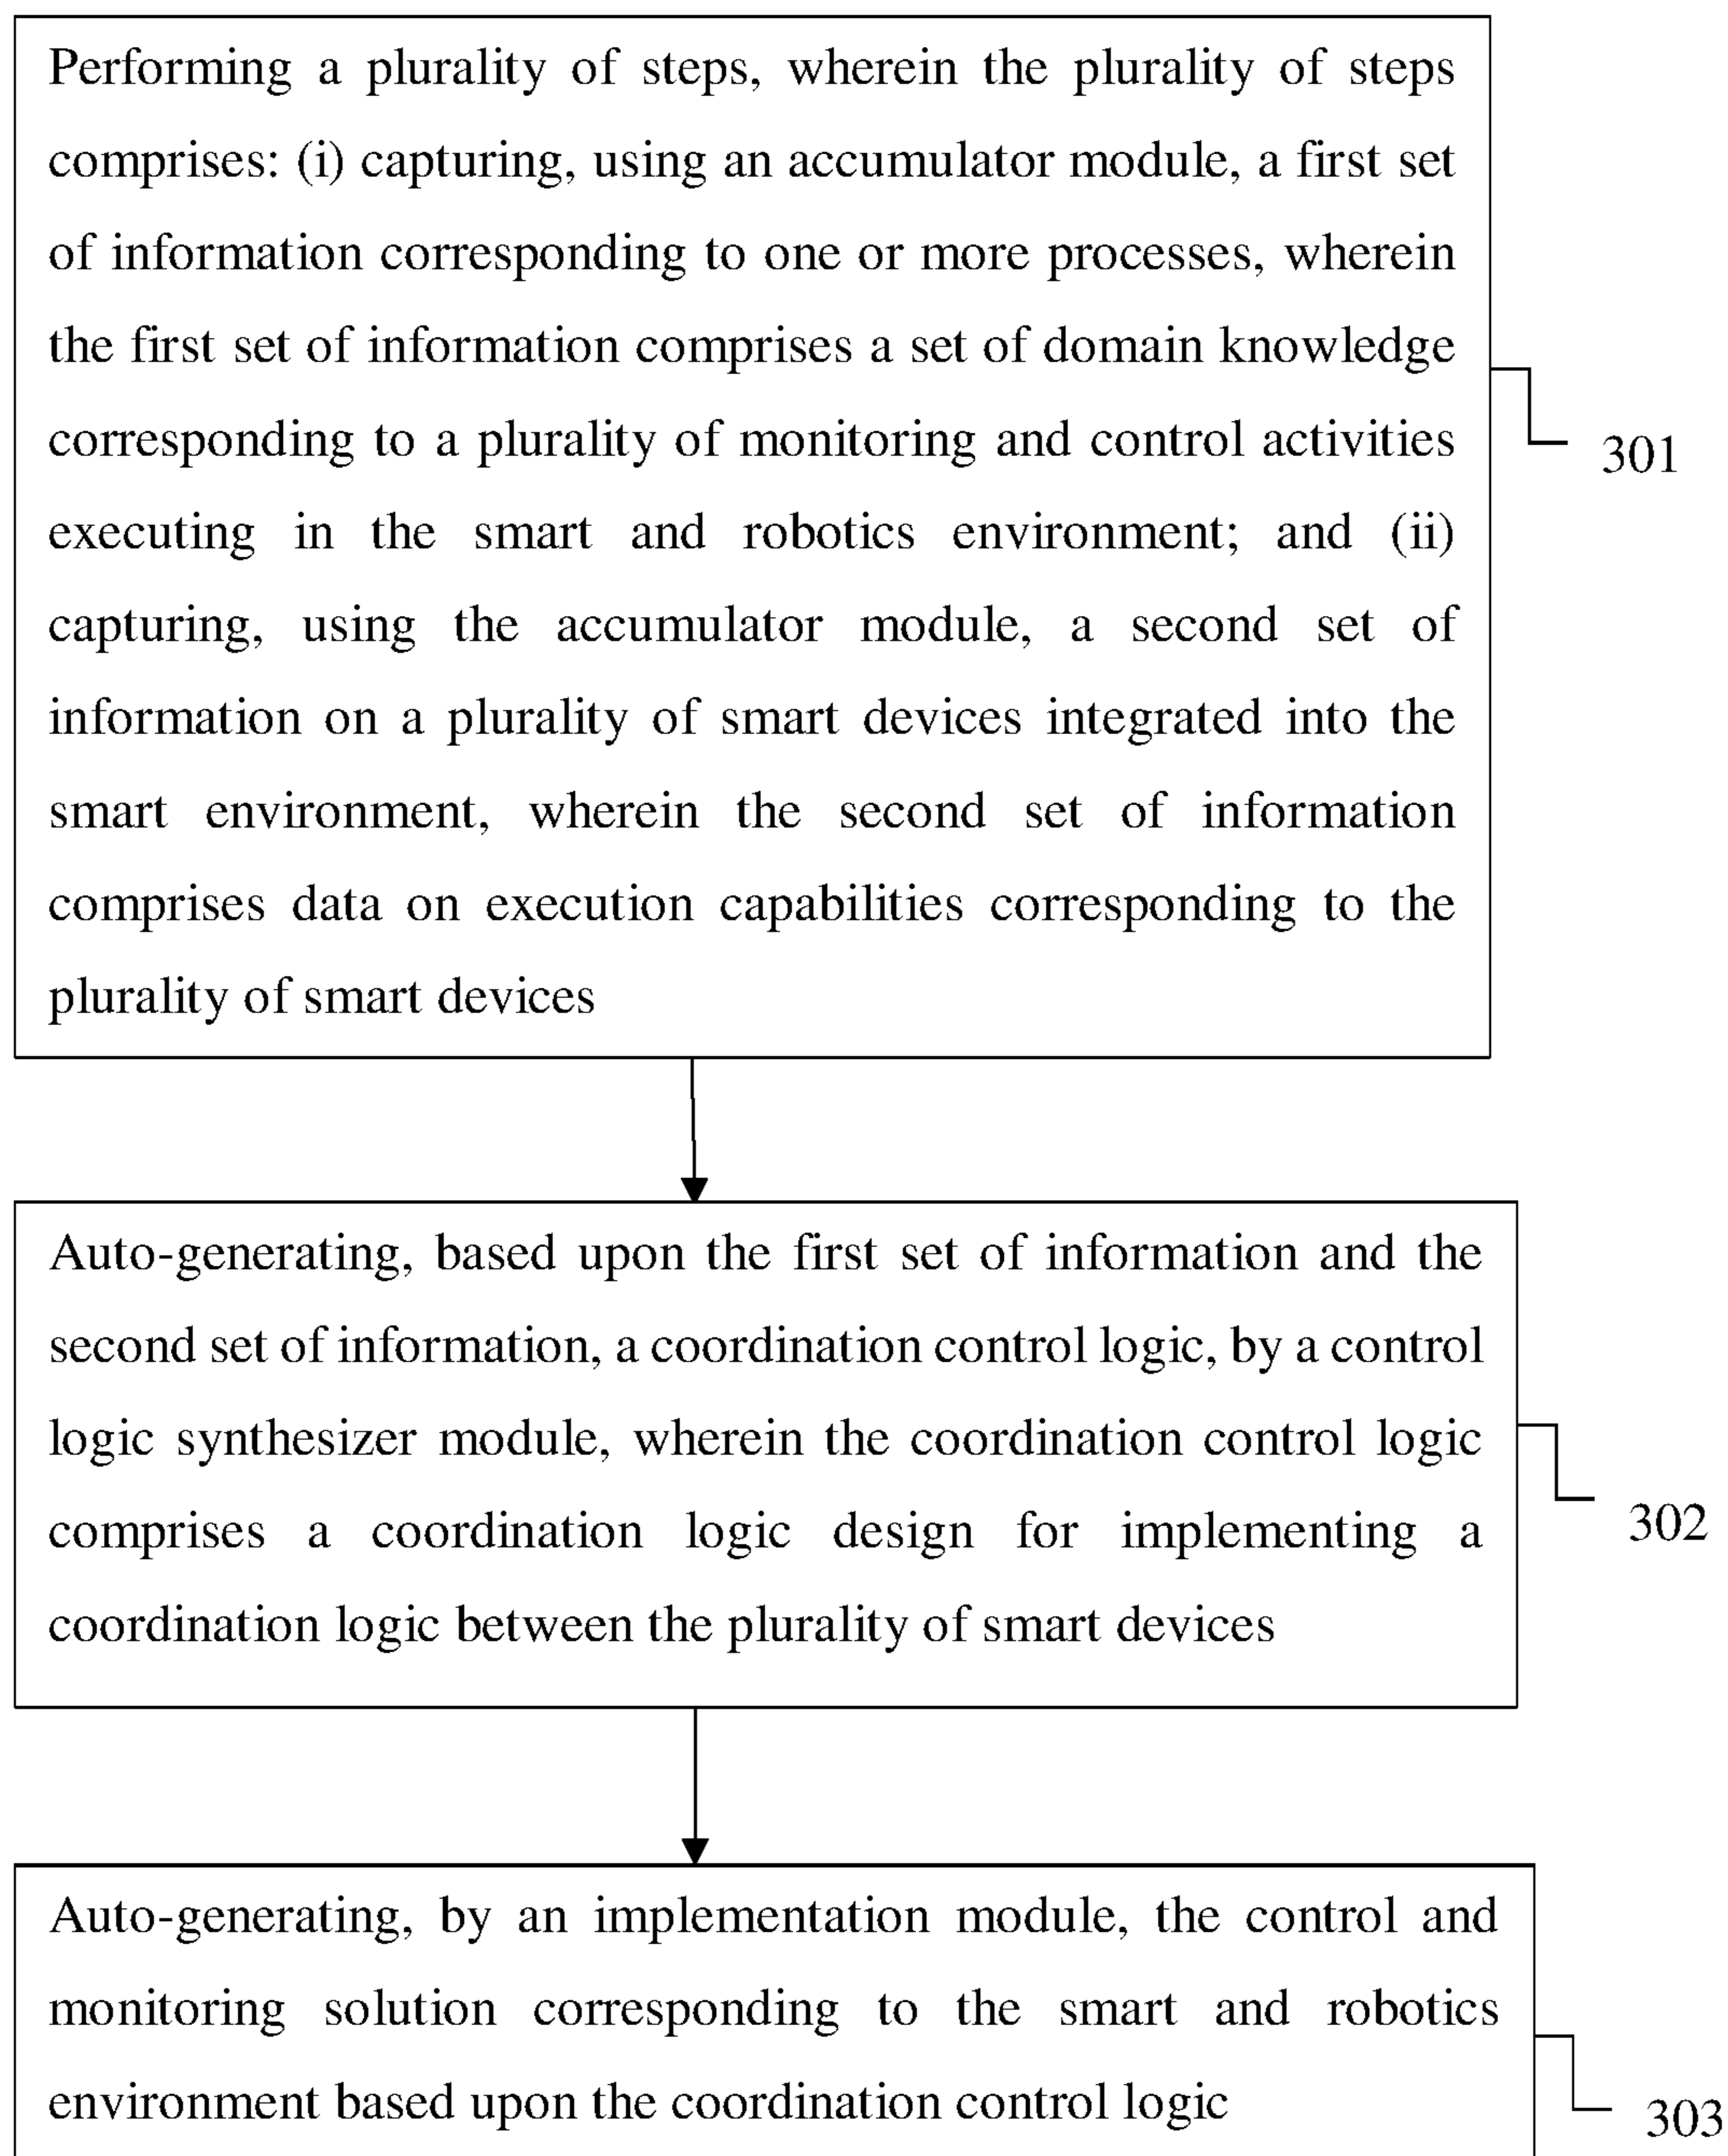 Performing a plurality of steps, wherein the plurality of steps
comprises: (i) capturing, using an accumulator module, a first set
of information corresponding to one or more processes, wherein
the first set of information comprises a set of domain knowledge
corresponding to a plurality of monitoring and control activities
executing in the smart and robotics environment; and (ii)
capturing, using the accumulator module, a second set of
information on a plurality of smart devices integrated into the
smart environment, wherein the second set of information
comprises data on execution capabilities corresponding to the
plurality of smart devices
301
Auto-generating, based upon the first set of information and the
second set of information, a coordination control logic, by a control
logic synthesizer module, wherein the coordination control logic
comprises a coordination logic design for implementing a
coordination logic between the plurality of smart devices
302
Auto-generating, by an implementation module, the control and
monitoring solution corresponding to the smart and robotics
environment based upon the coordination control logic
303